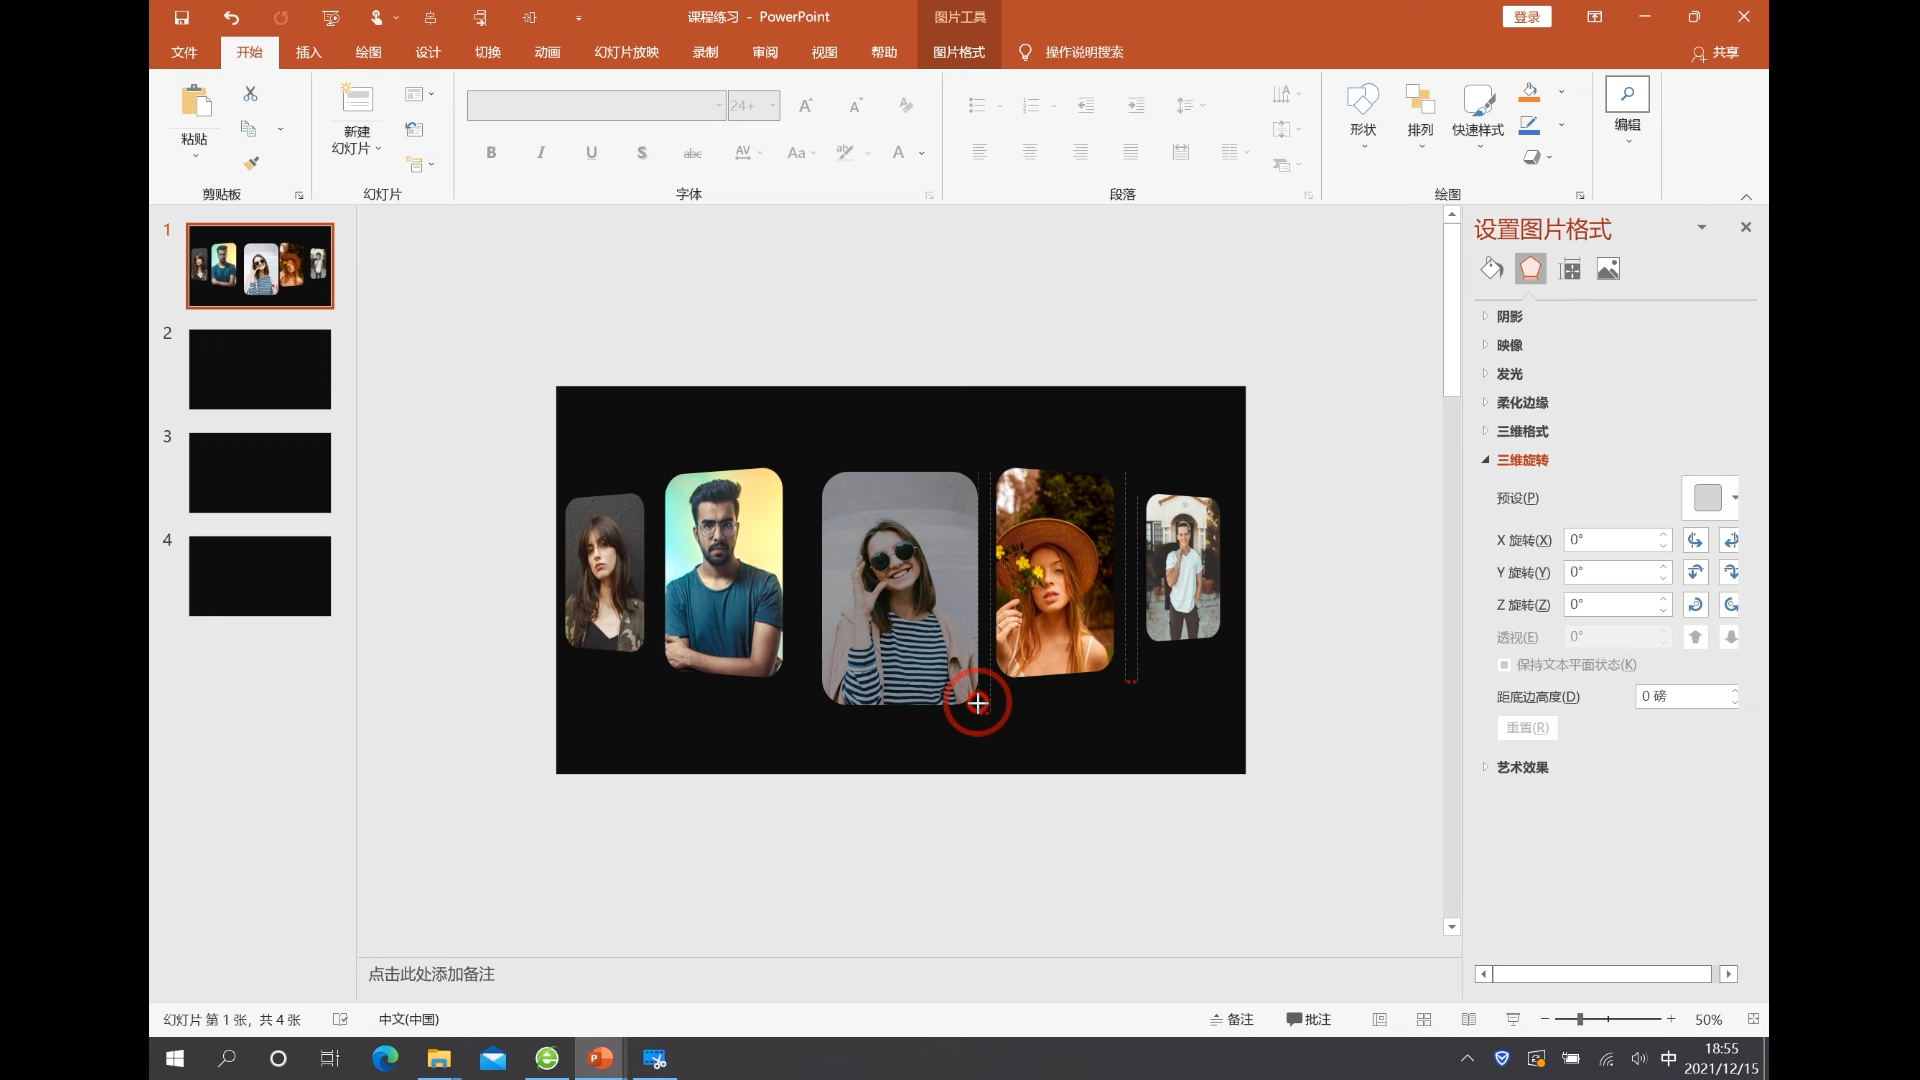 课程练习 - PowerPoint
图片工具
登录
文件 开始 插入 绘图 设计 切换 动画 幻灯片放映 录制 审阅 视图 帮助 图片格式 操作说明搜索 共享
粘贴
新建
幻灯片
24+
A A
B I U S abc AV Aa A
形状 排列 快速样式 编辑
剪贴板 幻灯片 字体 段落 绘图
1
2
3
4
设置图片格式
阴影
映像
发光
柔化边缘
三维格式
三维旋转
预设(P)
X 旋转(X) 0°
Y 旋转(Y) 0°
Z 旋转(Z) 0°
透视(E) 0°
保持文本平面状态(K)
距底边高度(D) 0 磅
重置(R)
艺术效果
点击此处添加备注
幻灯片 第 1 张，共 4 张 中文(中国) 备注 批注 50%
中
18:55
2021/12/15